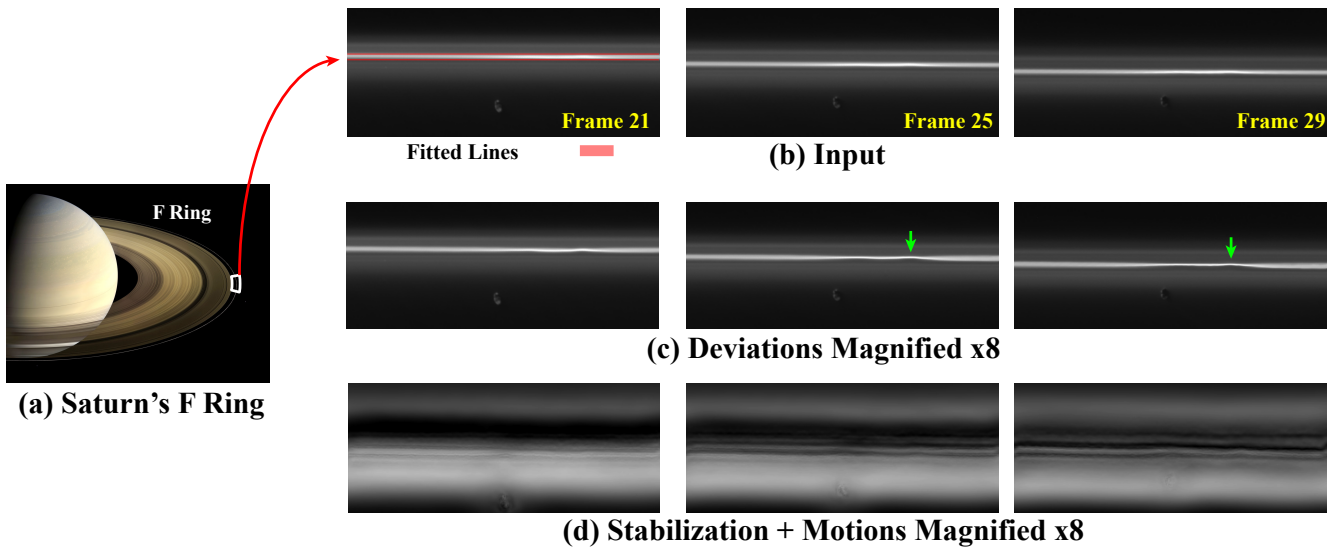 Frame 21
Frame 25
Frame 29
Fitted Lines
(b) Input
F Ring
(a) Saturn's F Ring
(c) Deviations Magnified x8
(d) Stabilization + Motions Magnified x8